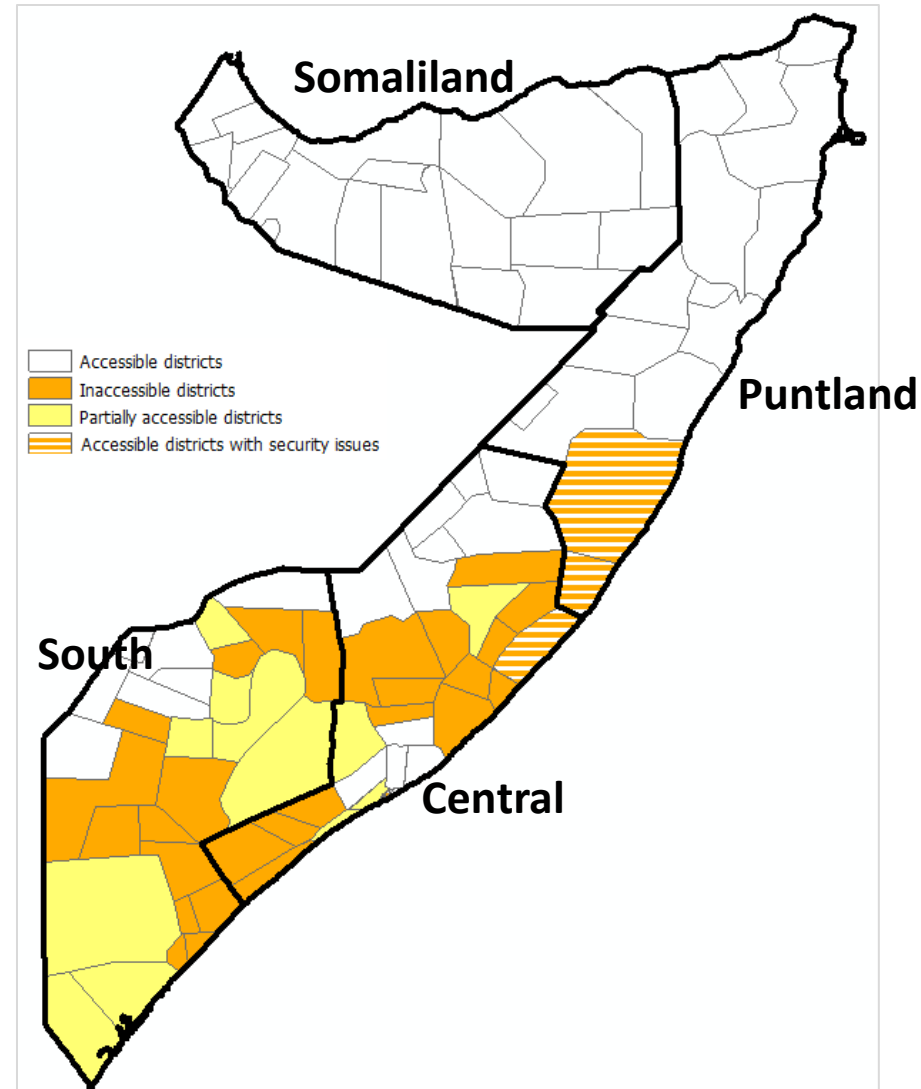 Somaliland
Accessible districts
Inaccessible districts
Partially accessible districts
Accessible districts with security issues
Puntland
South
Central